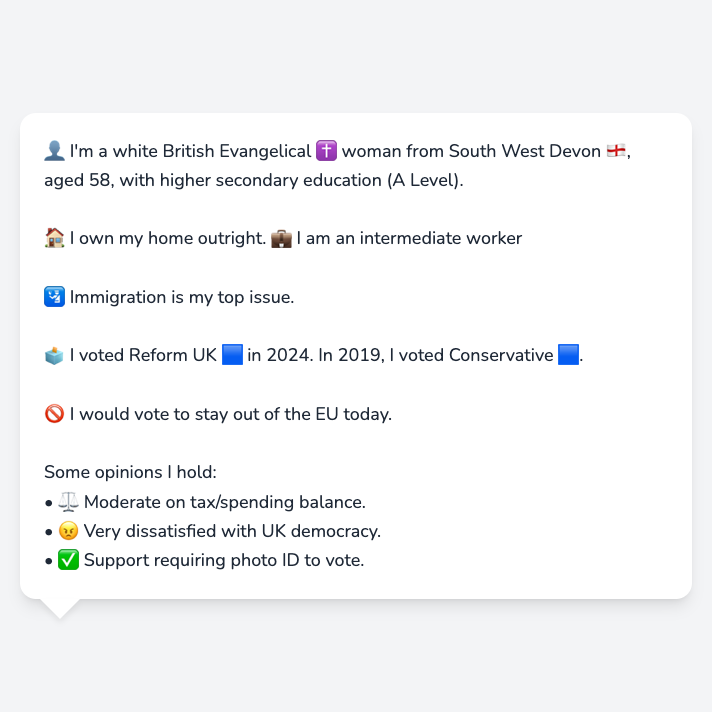 👤 I'm a white British Evangelical ✝️ woman from South West Devon 🏴󠁧󠁢󠁥󠁮󠁧󠁿,
aged 58, with higher secondary education (A Level).
🏠 I own my home outright. 💼 I am an intermediate worker
🛂 Immigration is my top issue.
🗳️ I voted Reform UK 🟦 in 2024. In 2019, I voted Conservative 🟦.
🚫 I would vote to stay out of the EU today.
Some opinions I hold:
• ⚖️ Moderate on tax/spending balance.
• 😠 Very dissatisfied with UK democracy.
• ✅ Support requiring photo ID to vote.